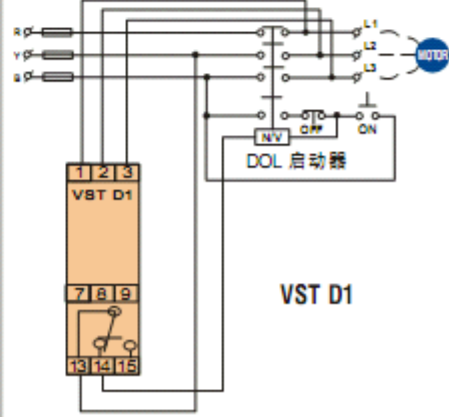 R
Y
B
L1
L2
L3
MOTOR
OFF
ON
N/V
DOL 启动器
1 2 3
VST D1
7 8 9
VST D1
13 14 15